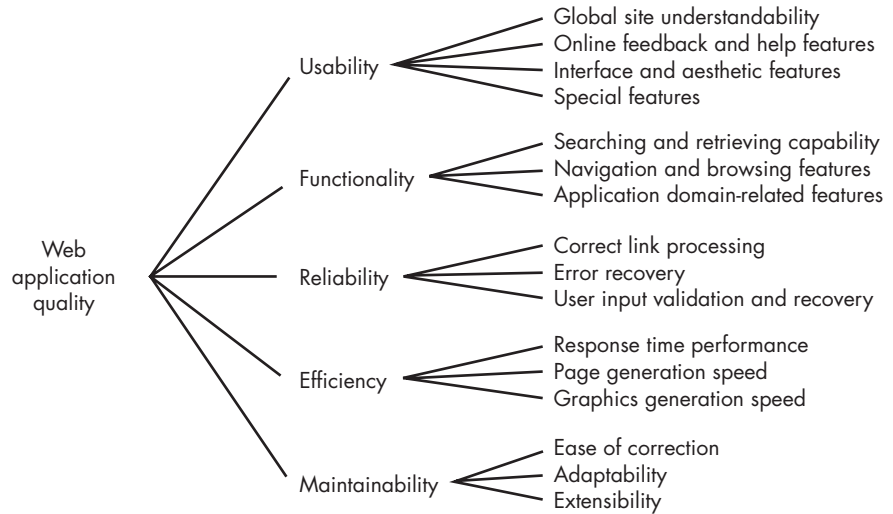 Web
application
quality
Usability
Global site understandability
Online feedback and help features
Interface and aesthetic features
Special features
Functionality
Searching and retrieving capability
Navigation and browsing features
Application domain-related features
Reliability
Correct link processing
Error recovery
User input validation and recovery
Efficiency
Response time performance
Page generation speed
Graphics generation speed
Maintainability
Ease of correction
Adaptability
Extensibility